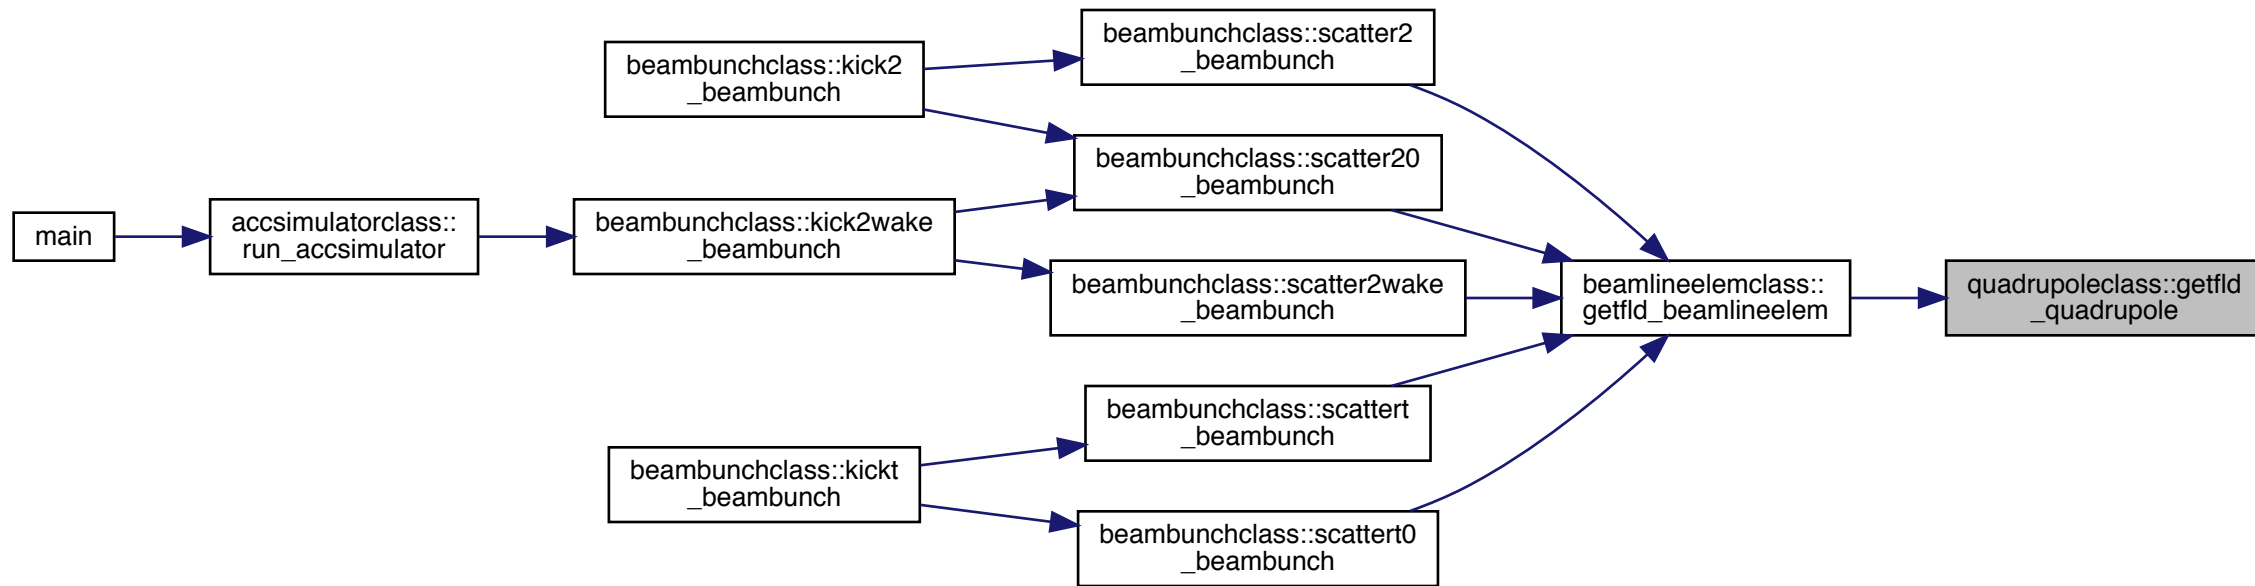 main
accsimulatorclass::
run_accsimulator
beambunchclass::kick2
_beambunch
beambunchclass::kick2wake
_beambunch
beambunchclass::kickt
_beambunch
beambunchclass::scatter2
_beambunch
beambunchclass::scatter20
_beambunch
beambunchclass::scatter2wake
_beambunch
beambunchclass::scattert
_beambunch
beambunchclass::scattert0
_beambunch
beamlineelemclass::
getfld_beamlineelem
quadrupoleclass::getfld
_quadrupole